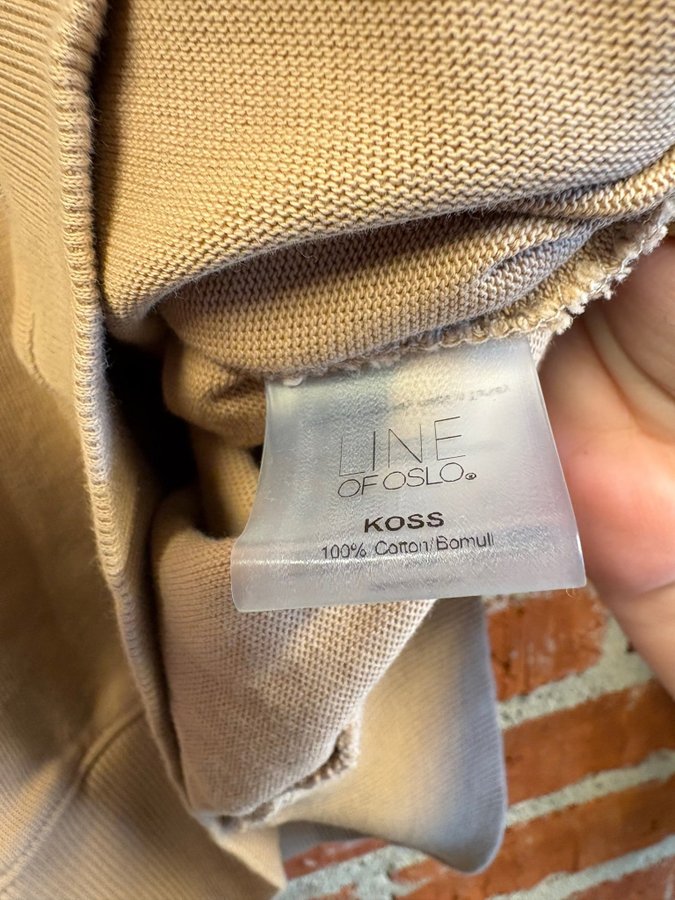 LINE
OF OSLO®
KOSS
100% Cotton/Bomull